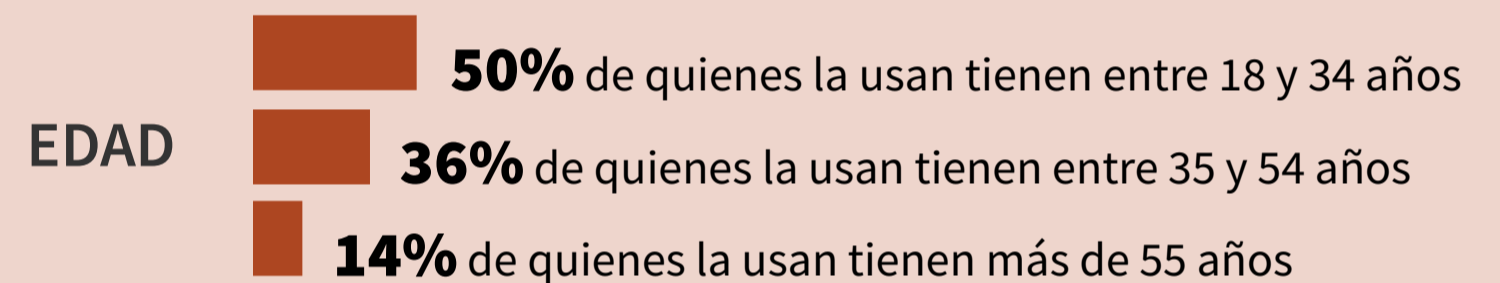 50% de quienes la usan tienen entre 18 y 34 años
EDAD
36% de quienes la usan tienen entre 35 y 54 años
14% de quienes la usan tienen más de 55 años